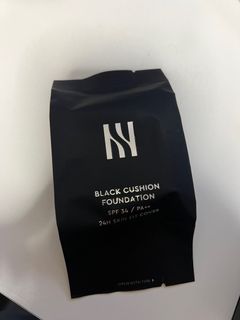 BLACK CUSHION
FOUNDATION
SPF 34 / PA++
24H SKIN FIT COVER